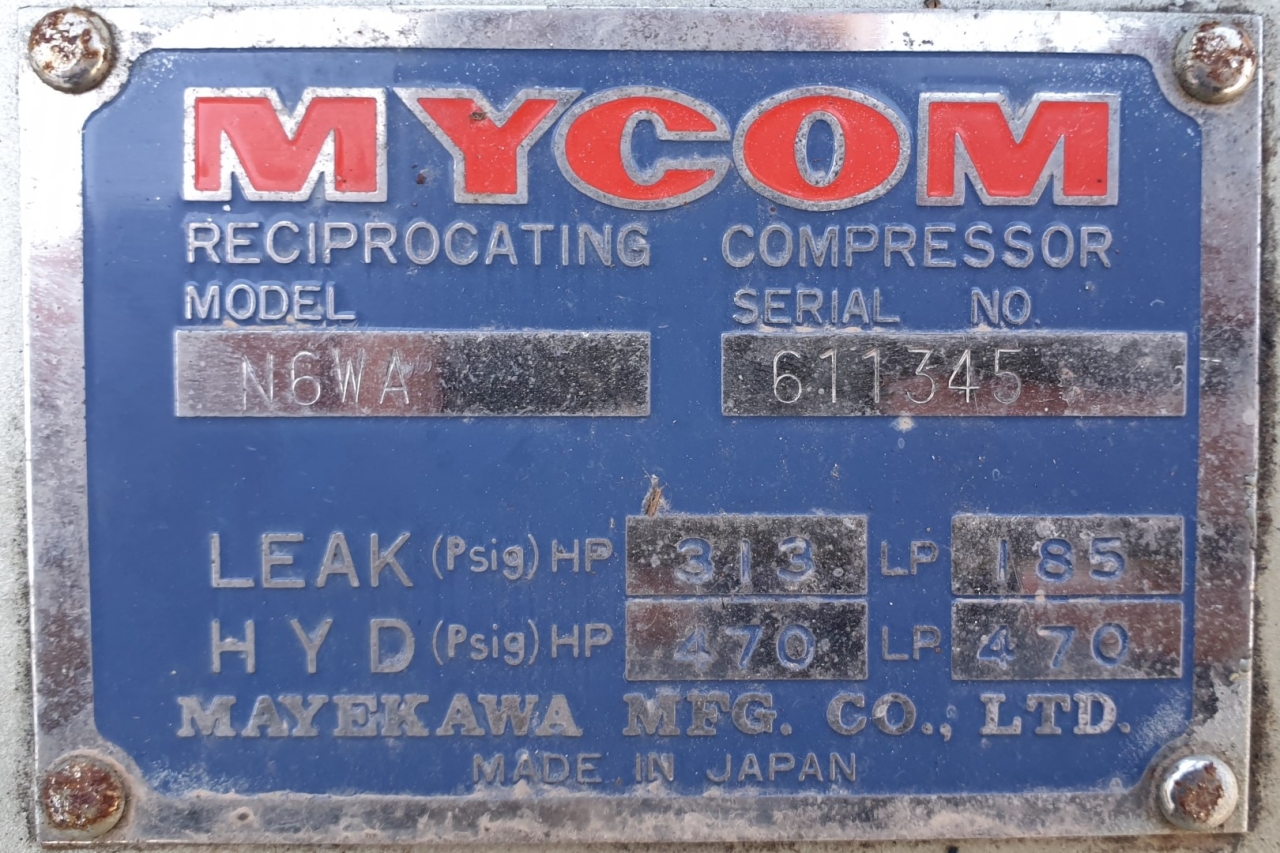 MYCOM
RECIPROCATING COMPRESSOR
MODEL SERIAL NO.
N6WA 611345
LEAK (Psig) HP 313 LP 185
HYD (Psig) HP 470 LP 470
MAYEKAWA MFG. CO., LTD.
MADE IN JAPAN